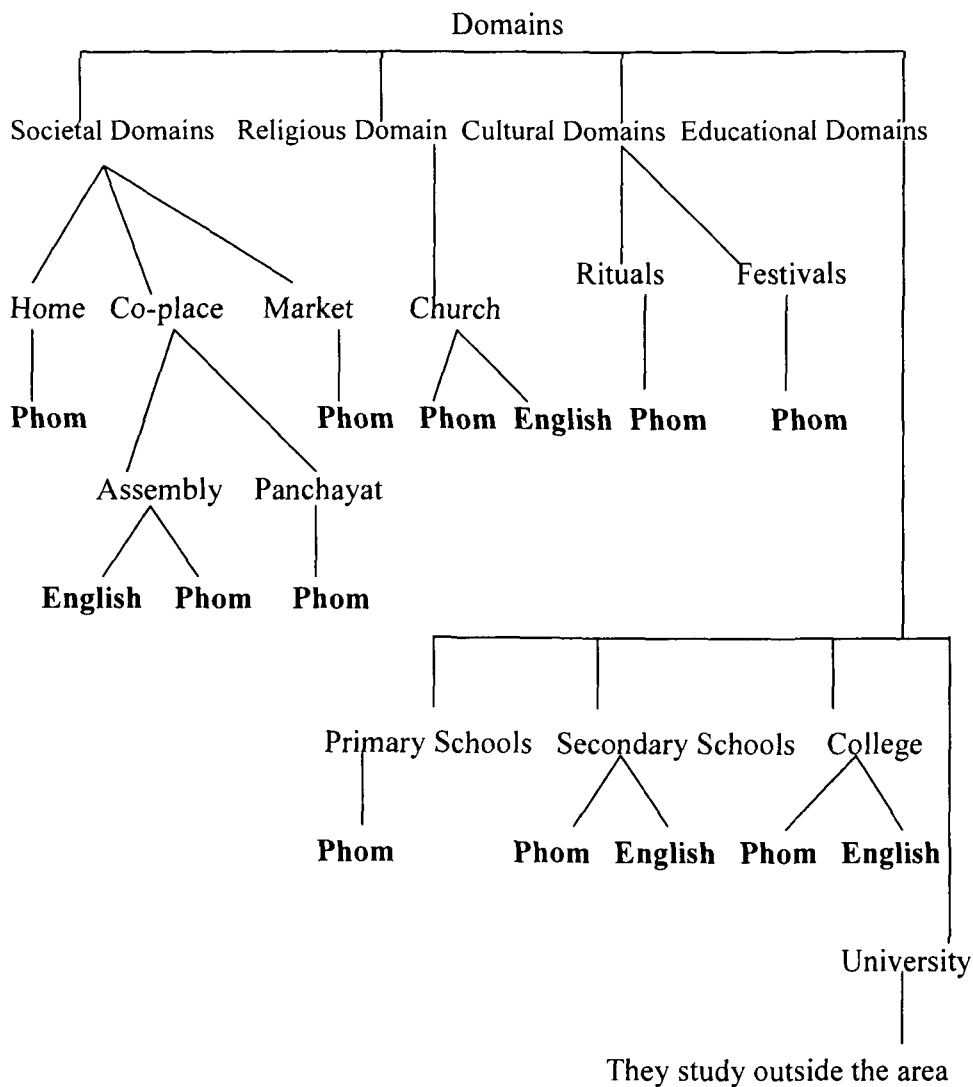 Domains
Societal Domains Religious Domain Cultural Domains Educational Domains
Rituals Festivals
Home Co-place Market Church
Phom Phom Phom English Phom Phom
Assembly Panchayat
English Phom Phom
Primary Schools Secondary Schools College
Phom Phom English Phom English
University
They study outside the area